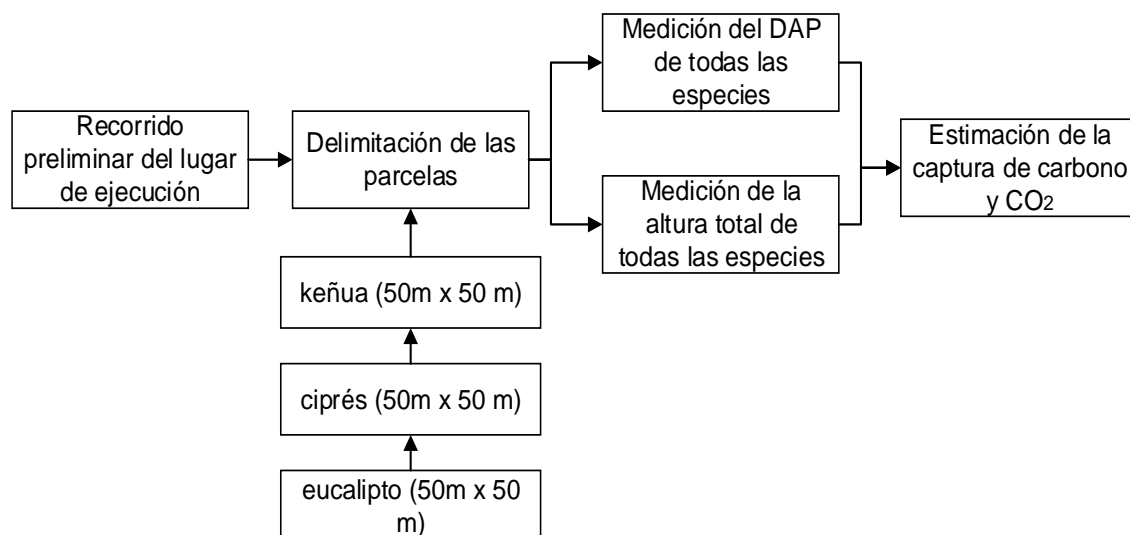 Recorrido
preliminar del lugar
de ejecución
Delimitación de las
parcelas
Medición del DAP
de todas las
especies
Medición de la
altura total de
todas las especies
Estimación de la
captura de carbono
y CO2
keñua (50m x 50 m)
ciprés (50m x 50 m)
eucalipto (50m x 50
m)